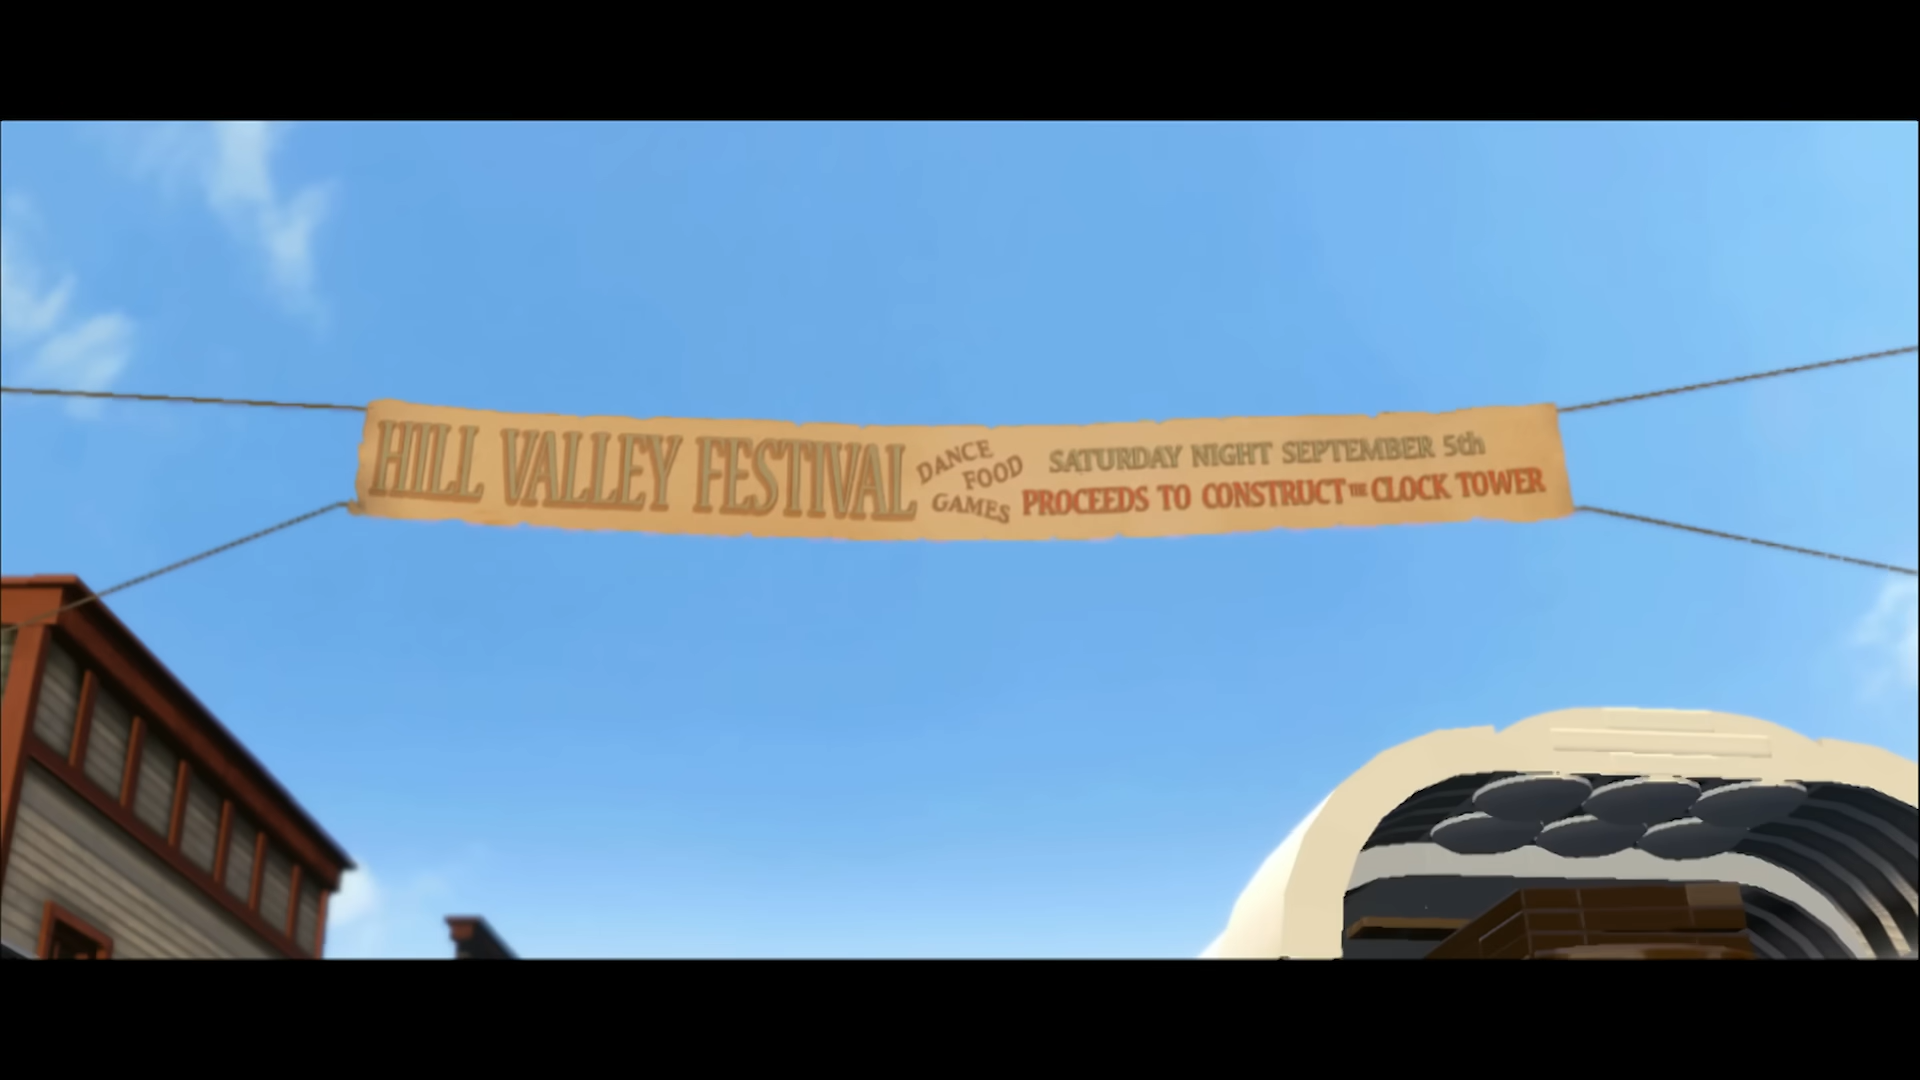 HILL VALLEY FESTIVAL
DANCE
FOOD
GAMES
SATURDAY NIGHT SEPTEMBER 5th
PROCEEDS TO CONSTRUCT THE CLOCK TOWER